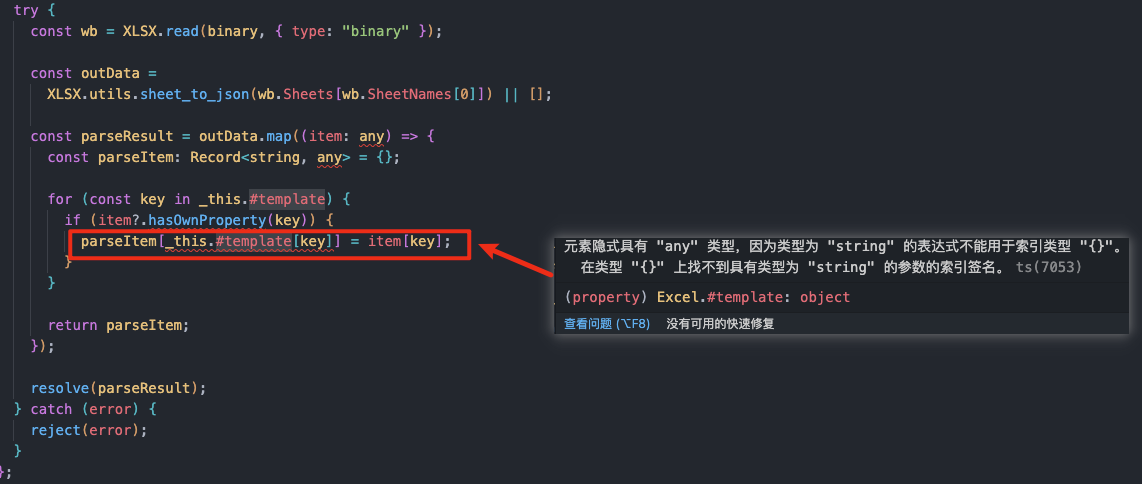 try {
const wb = XLSX.read(binary, { type: "binary" });
const outData =
XLSX.utils.sheet_to_json(wb.Sheets[wb.SheetNames[0]]) || [];
const parseResult = outData.map((item: any) => {
const parseItem: Record<string, any> = {};
for (const key in _this.#template) {
if (item?.hasOwnProperty(key)) {
parseItem[_this.#template[key]] = item[key];
}
}
return parseItem;
});
resolve(parseResult);
} catch (error) {
reject(error);
}
};
元素隐式具有 "any" 类型，因为类型为 "string" 的表达式不能用于索引类型 "{}"。
在类型 "{}" 上找不到具有类型为 "string" 的参数的索引签名。 ts(7053)
(property) Excel.#template: object
查看问题 (⌥F8) 没有可用的快速修复